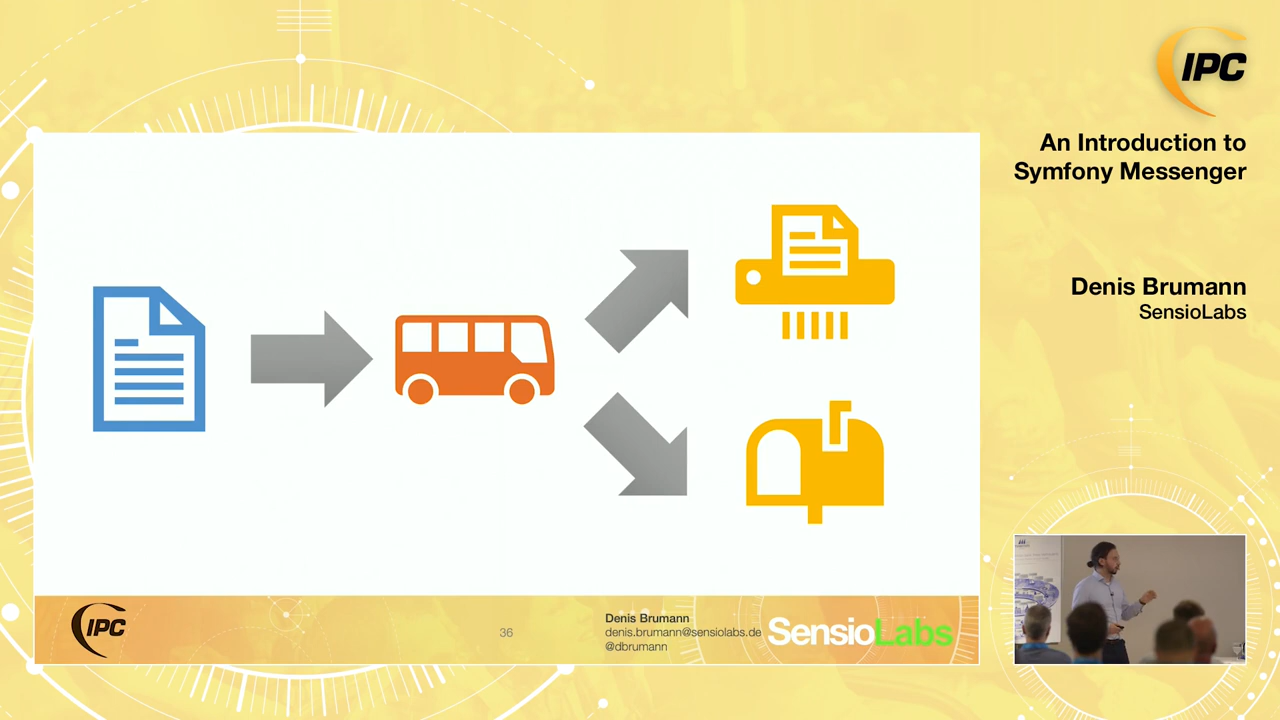 IPC
An Introduction to
Symfony Messenger
Denis Brumann
SensioLabs
IPC
36
Denis Brumann
denis.brumann@sensiolabs.de
@dbrumann
SensioLabs